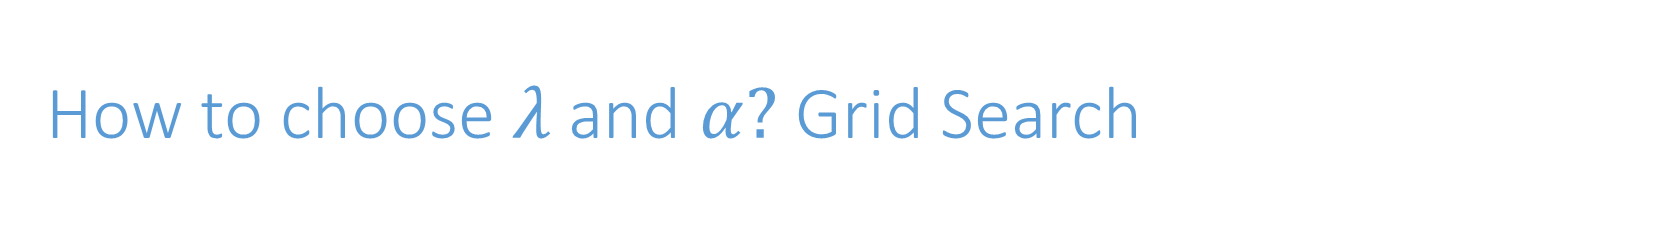 How to choose 𝜆 and 𝛼? Grid Search